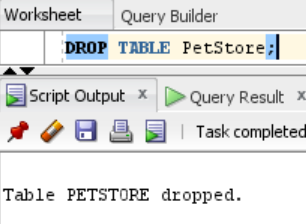 Worksheet Query Builder
DROP TABLE PetStore;
Script Output x Query Result x
Task completed
Table PETSTORE dropped.